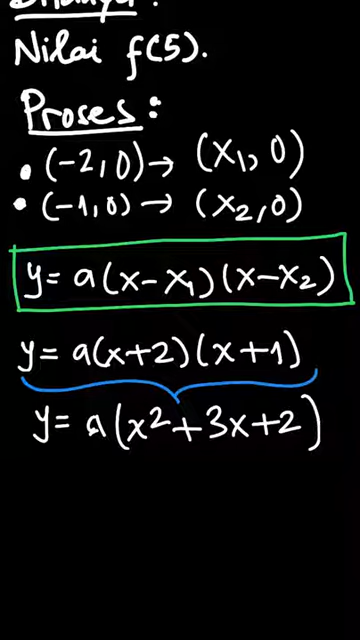 Nilai f(5).
Proses:
• (-2,0) → (x₁, 0)
• (-1,0) → (x₂, 0)
y = a(x - x₁)(x - x₂)
y = a(x+2)(x+1)
y = a(x² + 3x + 2)